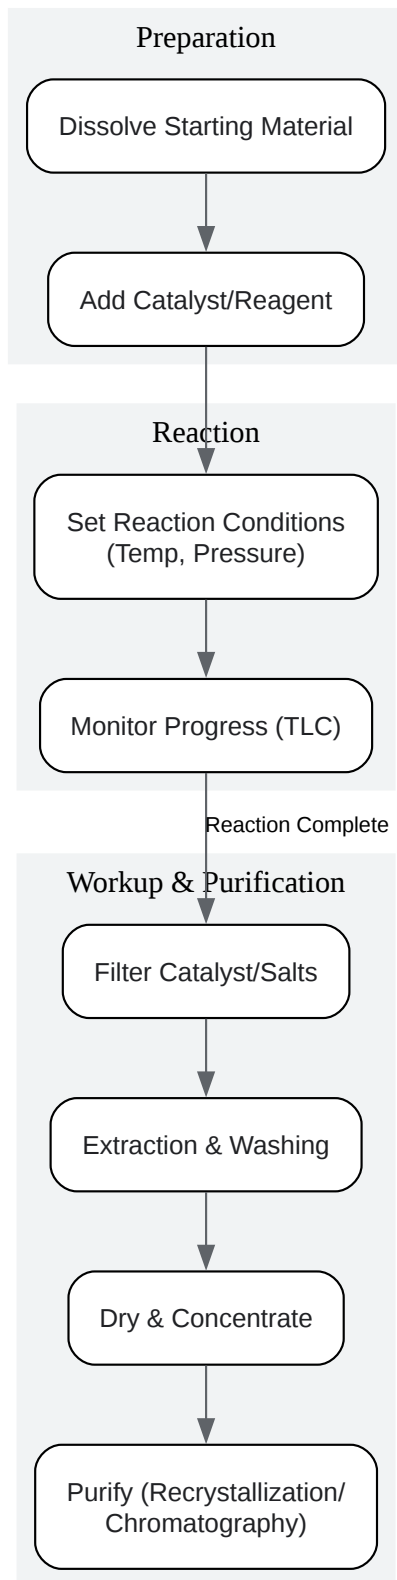 Preparation
Dissolve Starting Material
Add Catalyst/Reagent
Reaction
Set Reaction Conditions
(Temp, Pressure)
Monitor Progress (TLC)
Reaction Complete
Workup & Purification
Filter Catalyst/Salts
Extraction & Washing
Dry & Concentrate
Purify (Recrystallization/
Chromatography)